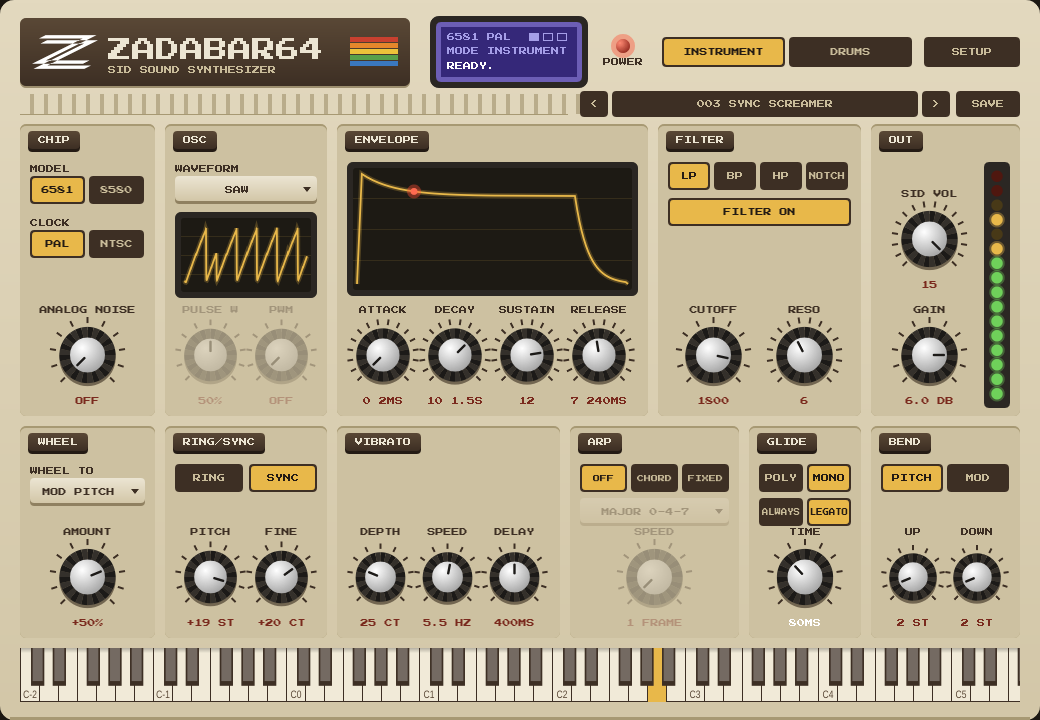 ZADABAR64
SID SOUND SYNTHESIZER
6581 PAL
MODE INSTRUMENT
READY.
POWER
INSTRUMENT DRUMS SETUP
< 003 SYNC SCREAMER > SAVE
CHIP
MODEL
6581 8580
CLOCK
PAL NTSC
ANALOG NOISE
OFF
OSC
WAVEFORM
SAW
PULSE W PWM
50% OFF
ENVELOPE
ATTACK DECAY SUSTAIN RELEASE
0 2MS 10 1.5S 12 7 240MS
FILTER
LP BP HP NOTCH
FILTER ON
CUTOFF RESO
1800 6
OUT
SID VOL
15
GAIN
6.0 DB
WHEEL
WHEEL TO
MOD PITCH
AMOUNT
+50%
RING/SYNC
RING SYNC
PITCH FINE
+19 ST +20 CT
VIBRATO
DEPTH SPEED DELAY
25 CT 5.5 HZ 400MS
ARP
OFF CHORD FIXED
MAJOR 0-4-7
SPEED
1 FRAME
GLIDE
POLY MONO
ALWAYS LEGATO
TIME
80MS
BEND
PITCH MOD
UP DOWN
2 ST 2 ST
C-2 C-1 C0 C1 C2 C3 C4 C5